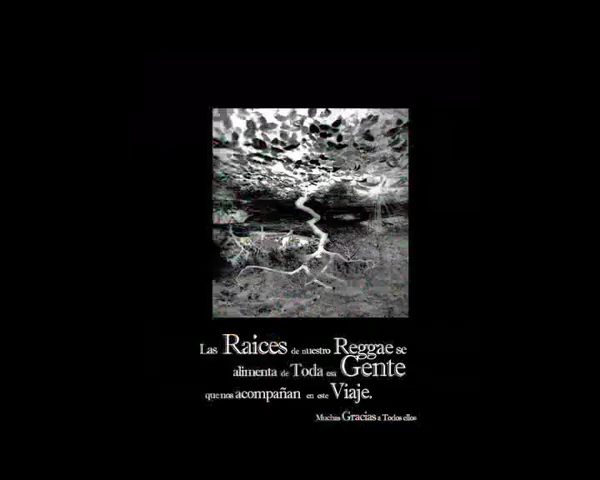 Las Raices de nuestro Reggae se
alimenta de Toda esa Gente
que nos acompañan en este Viaje.
Muchas Gracias a Todos ellos